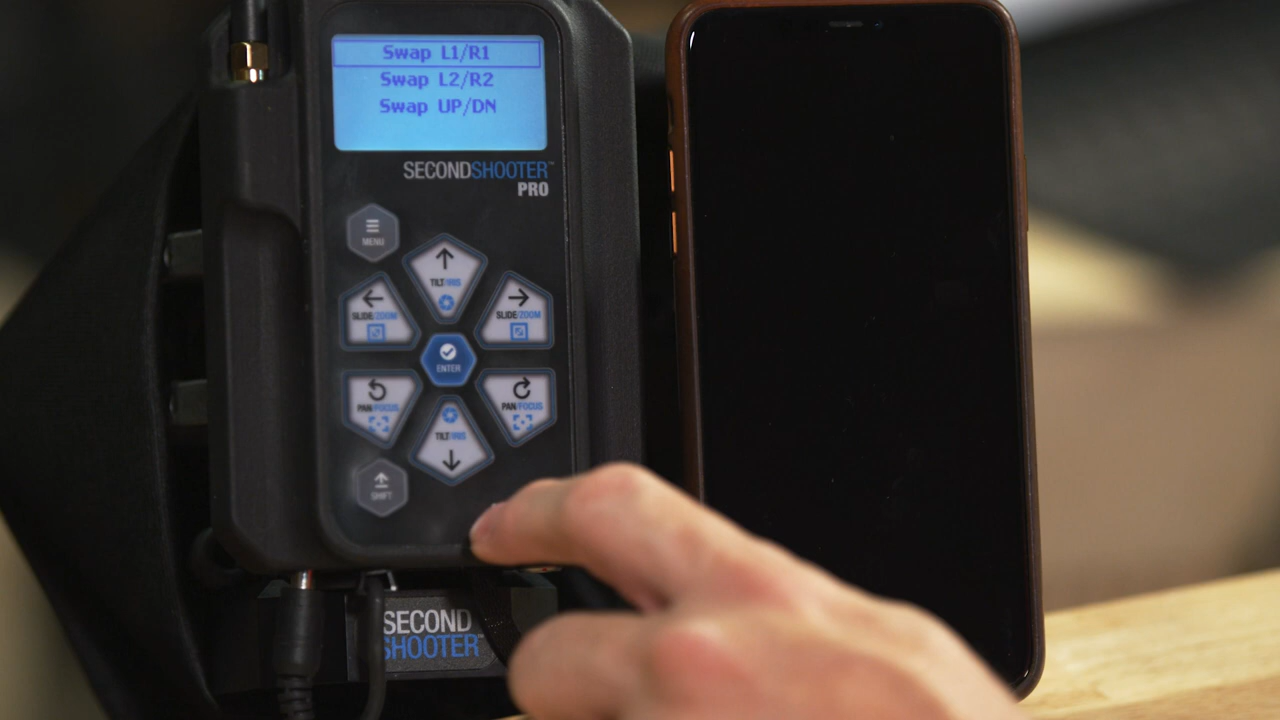 Swap L1/R1
Swap L2/R2
Swap UP/DN
SECONDSHOOTER™
PRO
MENU
TILT/IRIS
SLIDE/ZOOM
SLIDE/ZOOM
ENTER
PAN/FOCUS
PAN/FOCUS
TILT/IRIS
SHIFT
SECOND
SHOOTER™